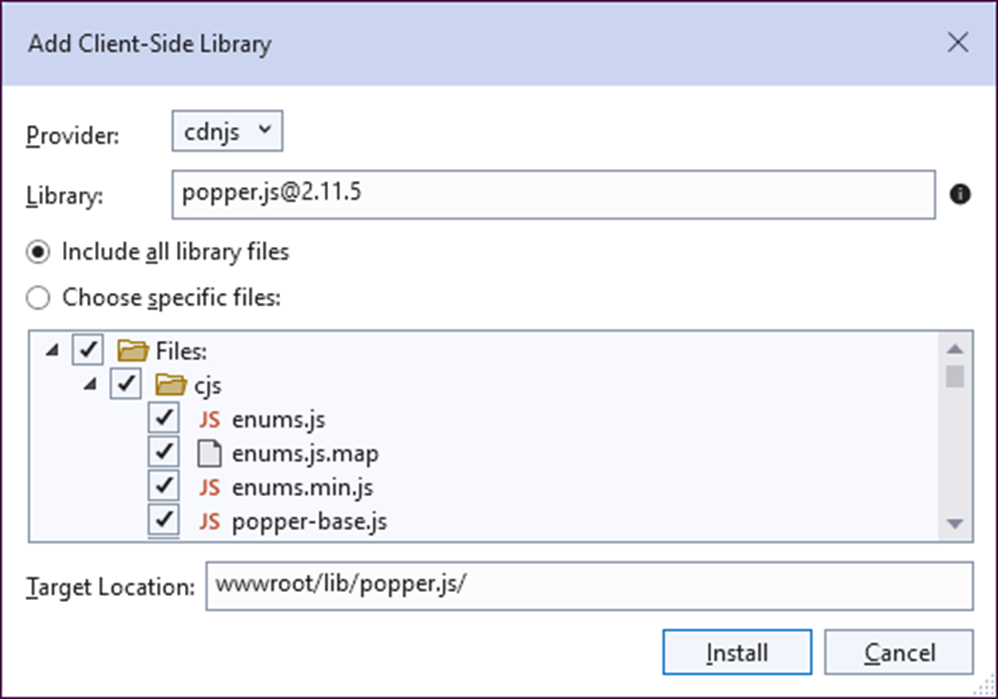 Add Client-Side Library
Provider: cdnjs
Library: popper.js@2.11.5
Include all library files
Choose specific files:
Files:
cjs
JS enums.js
enums.js.map
JS enums.min.js
JS popper-base.js
Target Location: wwwroot/lib/popper.js/
Install Cancel